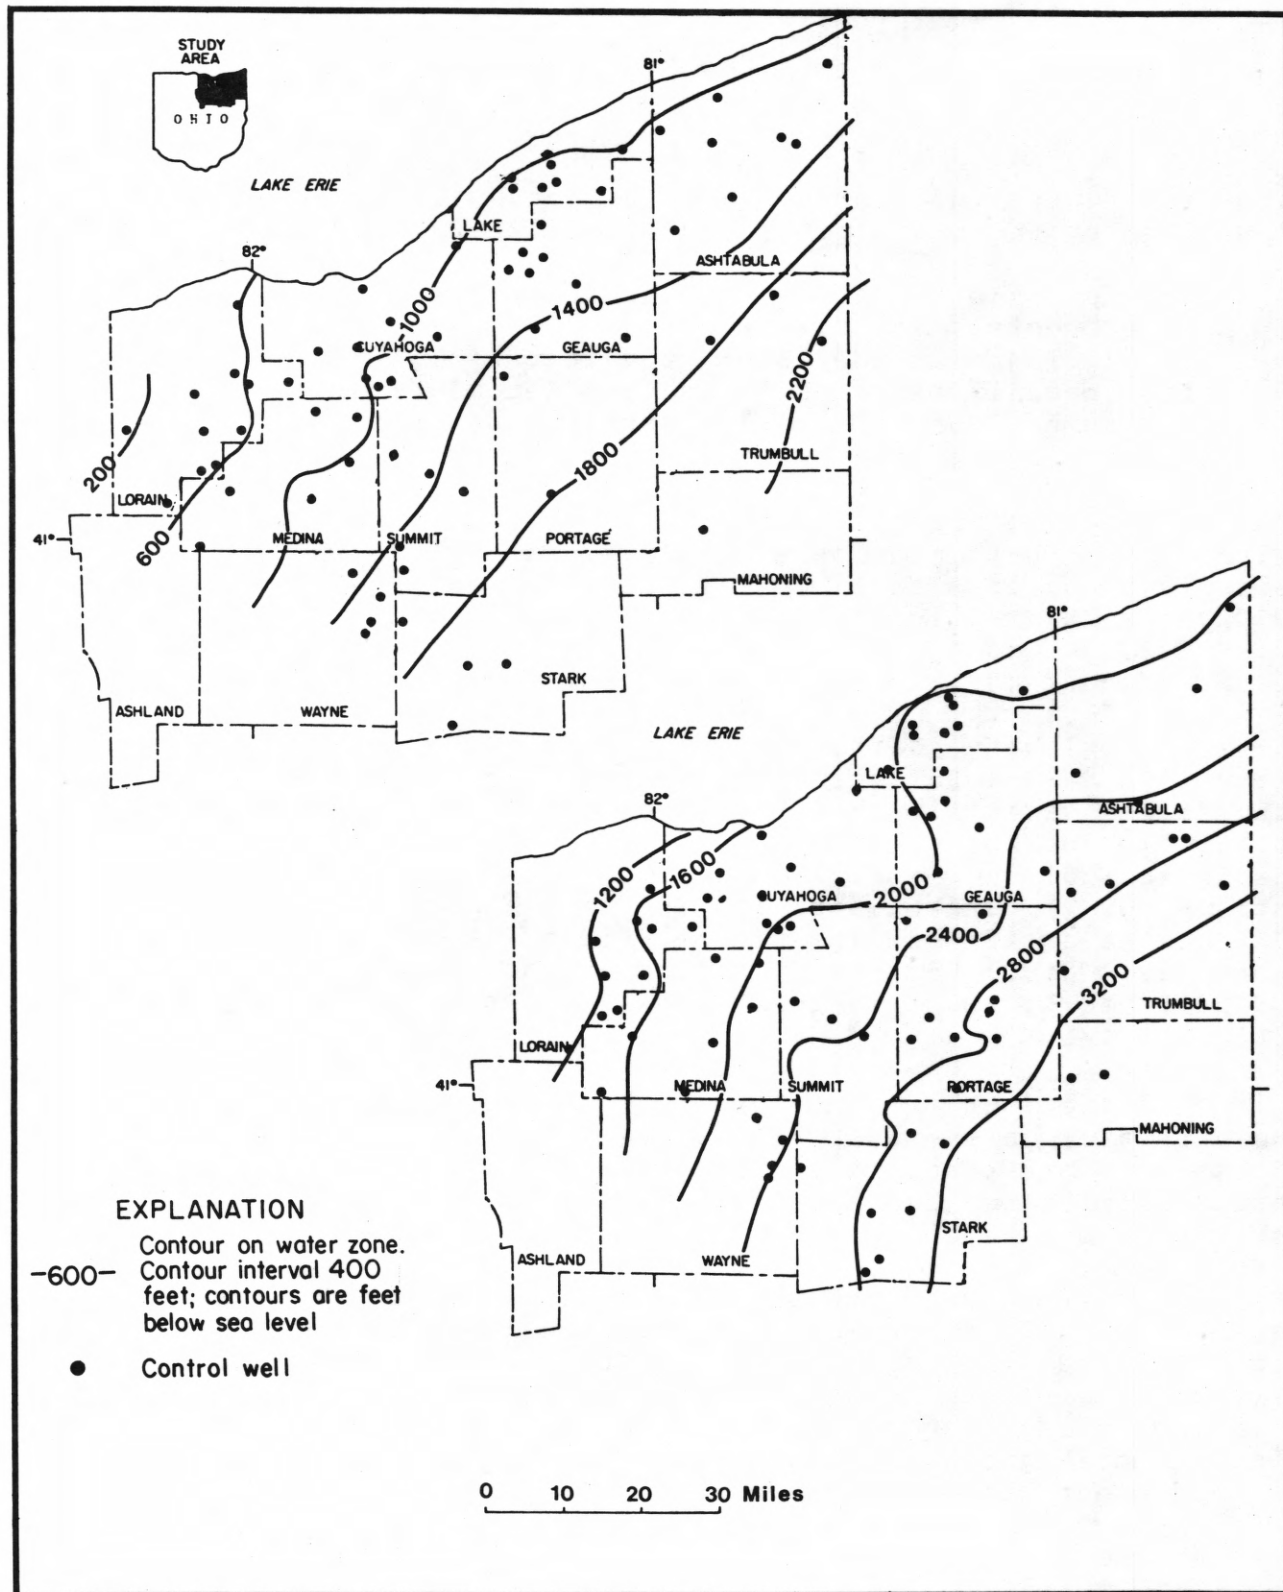 STUDY
AREA
OHIO
LAKE ERIE
81°
82°
LAKE
ASHTABULA
1000
1400
CUYAHOGA
GEAUGA
2200
200
1800
TRUMBULL
LORAIN
600
41°
MEDINA
SUMMIT
PORTAGE
MAHONING
STARK
ASHLAND
WAYNE
81°
LAKE ERIE
82°
LAKE
ASHTABULA
1200
1600
CUYAHOGA
2000
GEAUGA
2400
2800
3200
TRUMBULL
LORAIN
41°
MEDINA
SUMMIT
PORTAGE
MAHONING
STARK
ASHLAND
WAYNE
EXPLANATION
-600-
Contour on water zone.
Contour interval 400
feet; contours are feet
below sea level
Control well
0 10 20 30 Miles